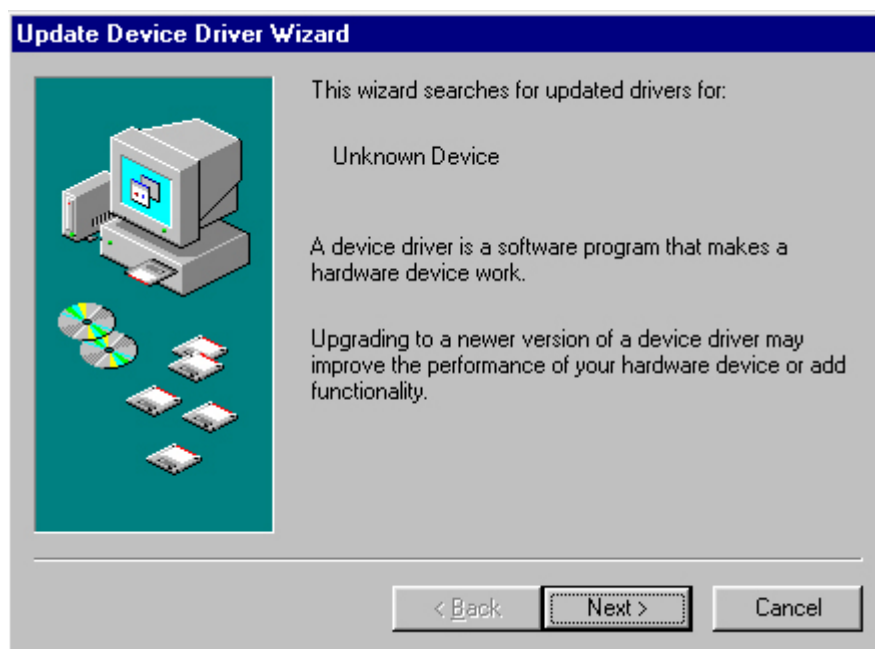 Update Device Driver Wizard
This wizard searches for updated drivers for:
Unknown Device
A device driver is a software program that makes a
hardware device work.
Upgrading to a newer version of a device driver may
improve the performance of your hardware device or add
functionality.
< Back
Next >
Cancel